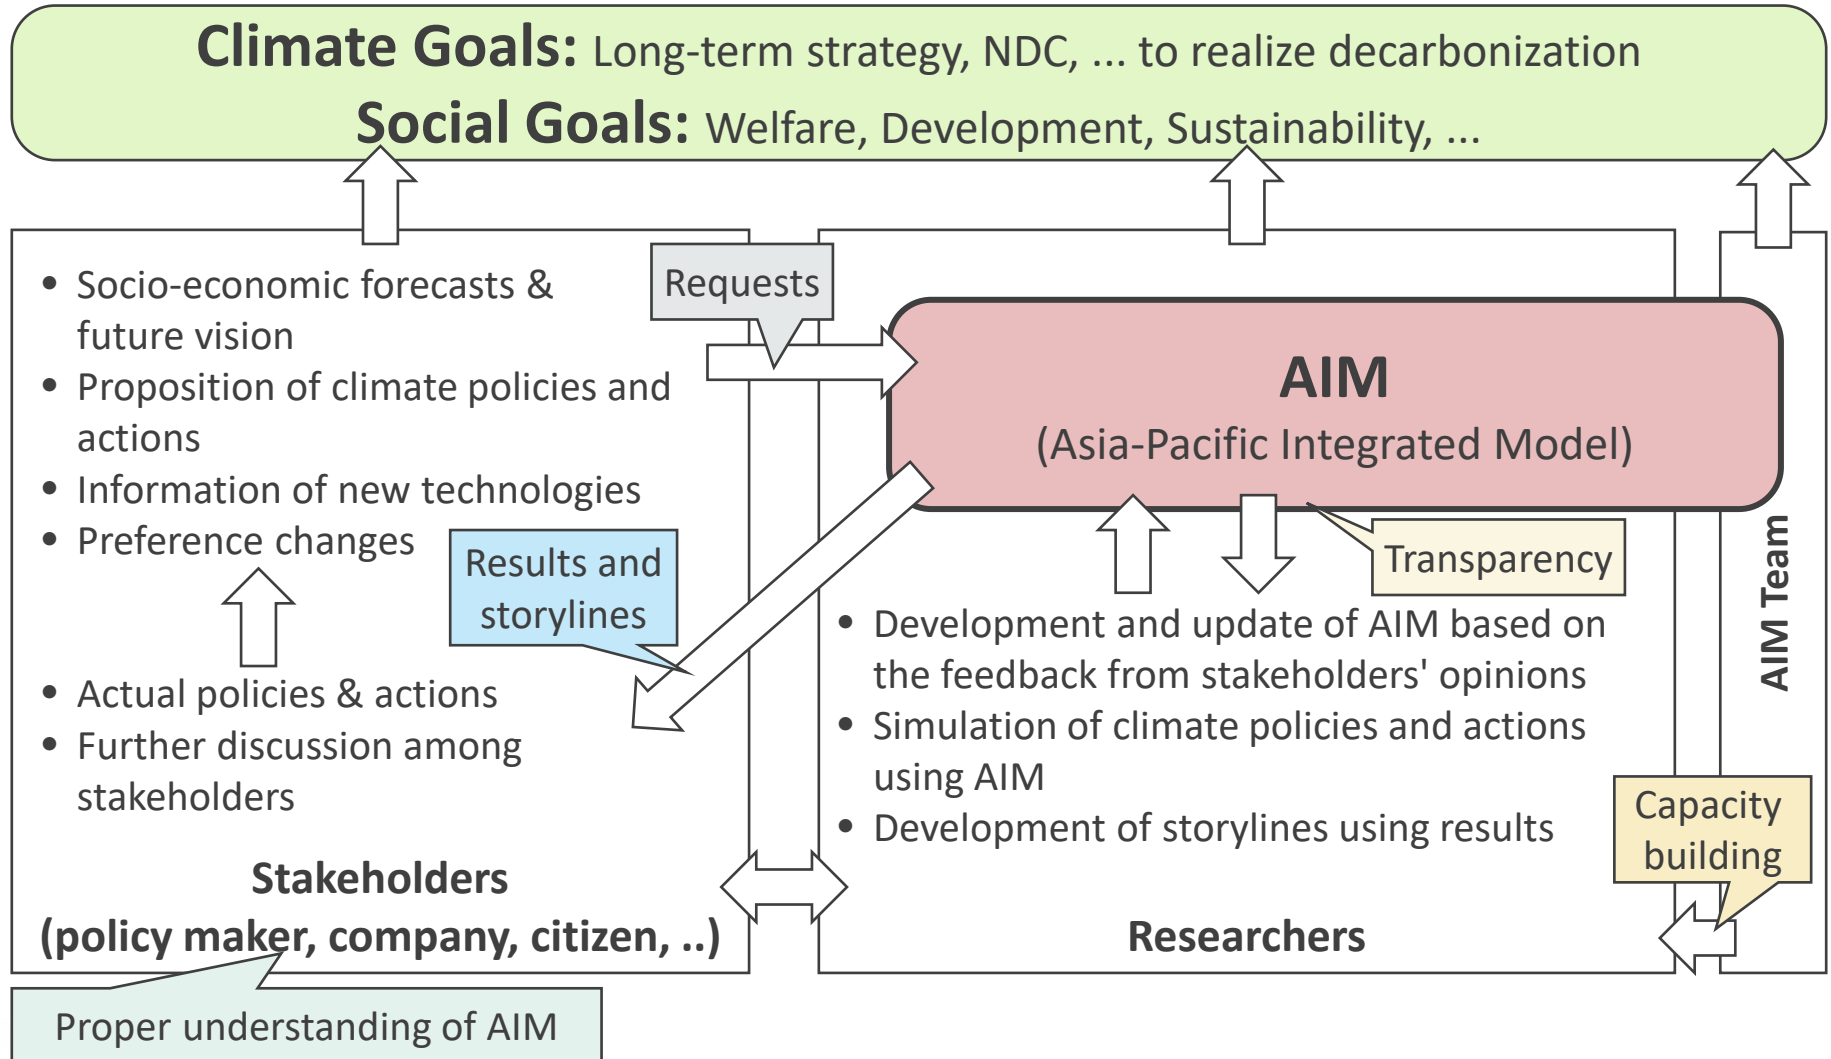 Climate Goals: Long-term strategy, NDC, ... to realize decarbonization
Social Goals: Welfare, Development, Sustainability, ...
• Socio-economic forecasts &
future vision
• Proposition of climate policies and
actions
• Information of new technologies
• Preference changes
• Actual policies & actions
• Further discussion among
stakeholders
Stakeholders
(policy maker, company, citizen, ..)
Proper understanding of AIM
Requests
Results and
storylines
AIM
(Asia-Pacific Integrated Model)
Transparency
• Development and update of AIM based on
the feedback from stakeholders' opinions
• Simulation of climate policies and actions
using AIM
• Development of storylines using results
Researchers
Capacity
building
AIM Team